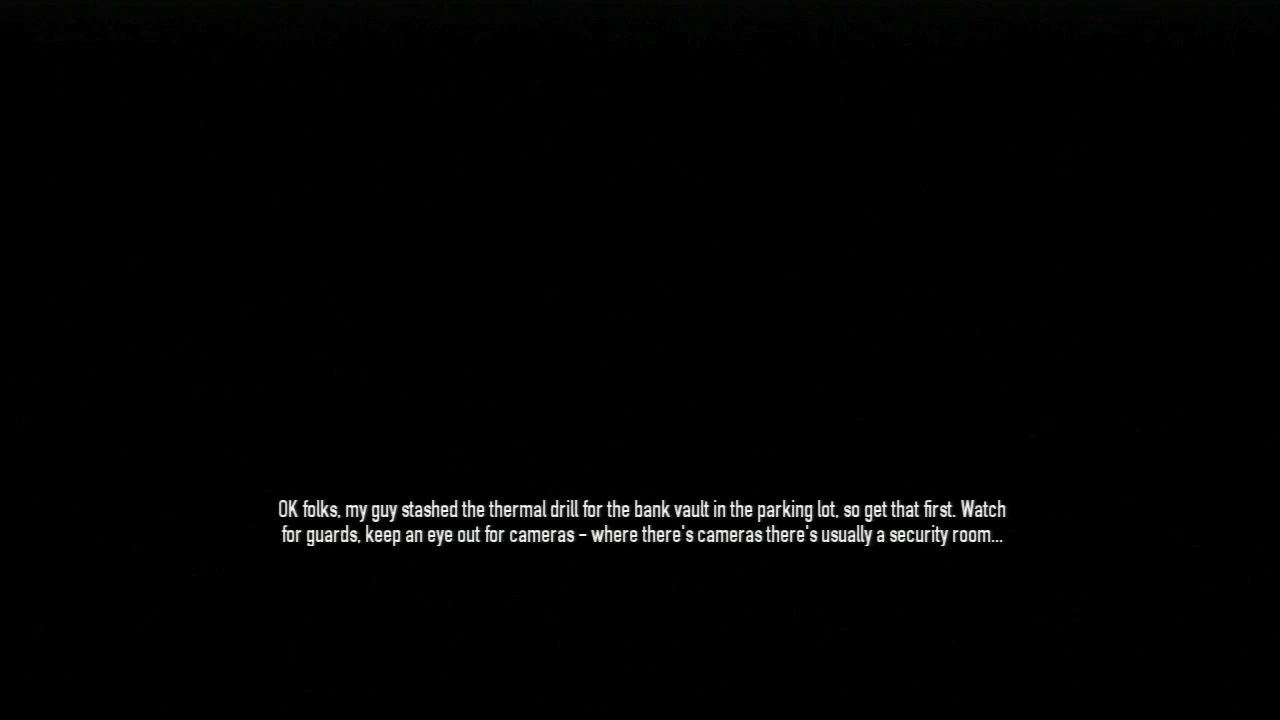 OK folks, my guy stashed the thermal drill for the bank vault in the parking lot, so get that first. Watch
for guards, keep an eye out for cameras - where there's cameras there's usually a security room...